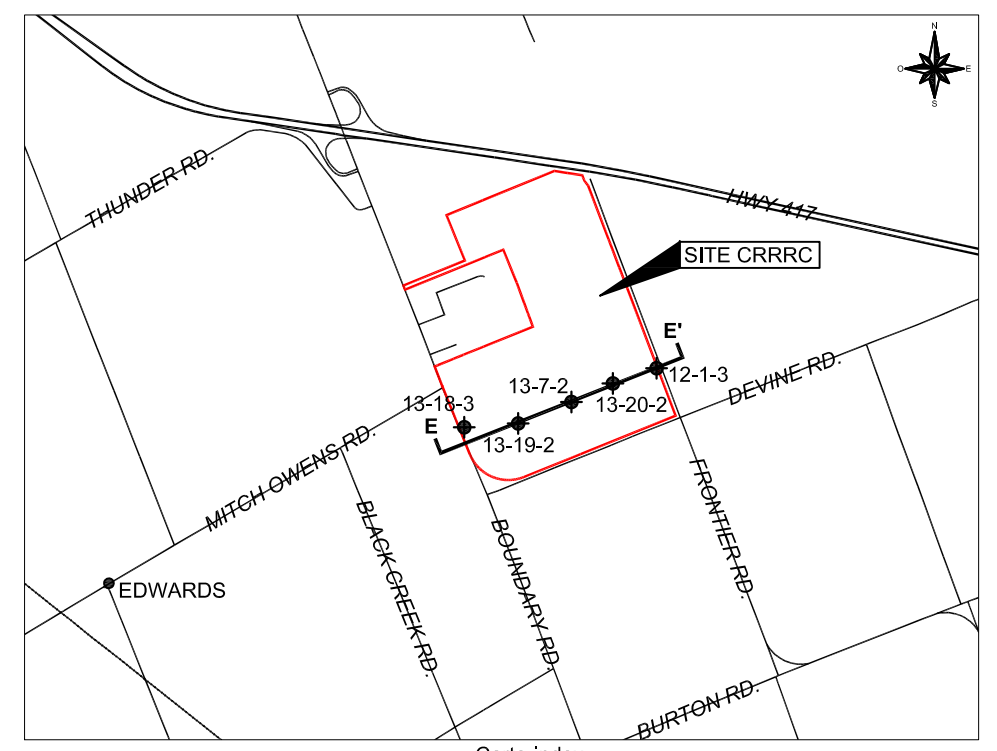 N
O
E
S
THUNDER RD.
HWY 417
SITE CRRRC
E'
12-1-3
13-7-2
13-20-2
DEVINE RD.
13-18-3
E
13-19-2
MITCH OWENS RD.
BLACK CREEK RD.
BOUNDARY RD.
FRONTIER RD.
EDWARDS
BURTON RD.